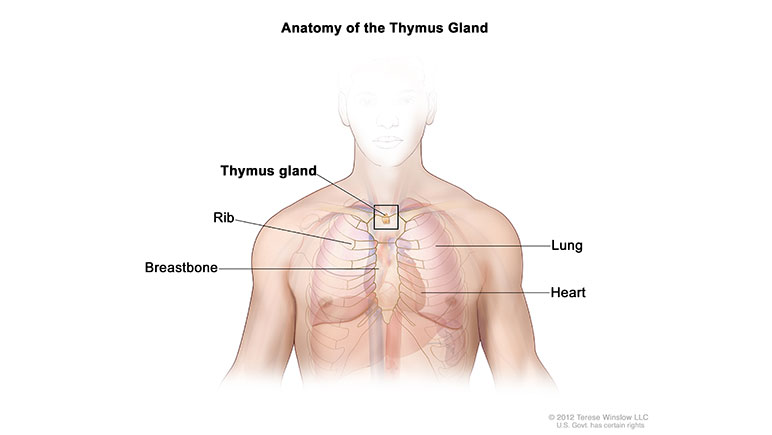 Anatomy of the Thymus Gland
Thymus gland
Rib
Breastbone
Lung
Heart
© 2012 Terese Winslow LLC
U.S. Govt. has certain rights